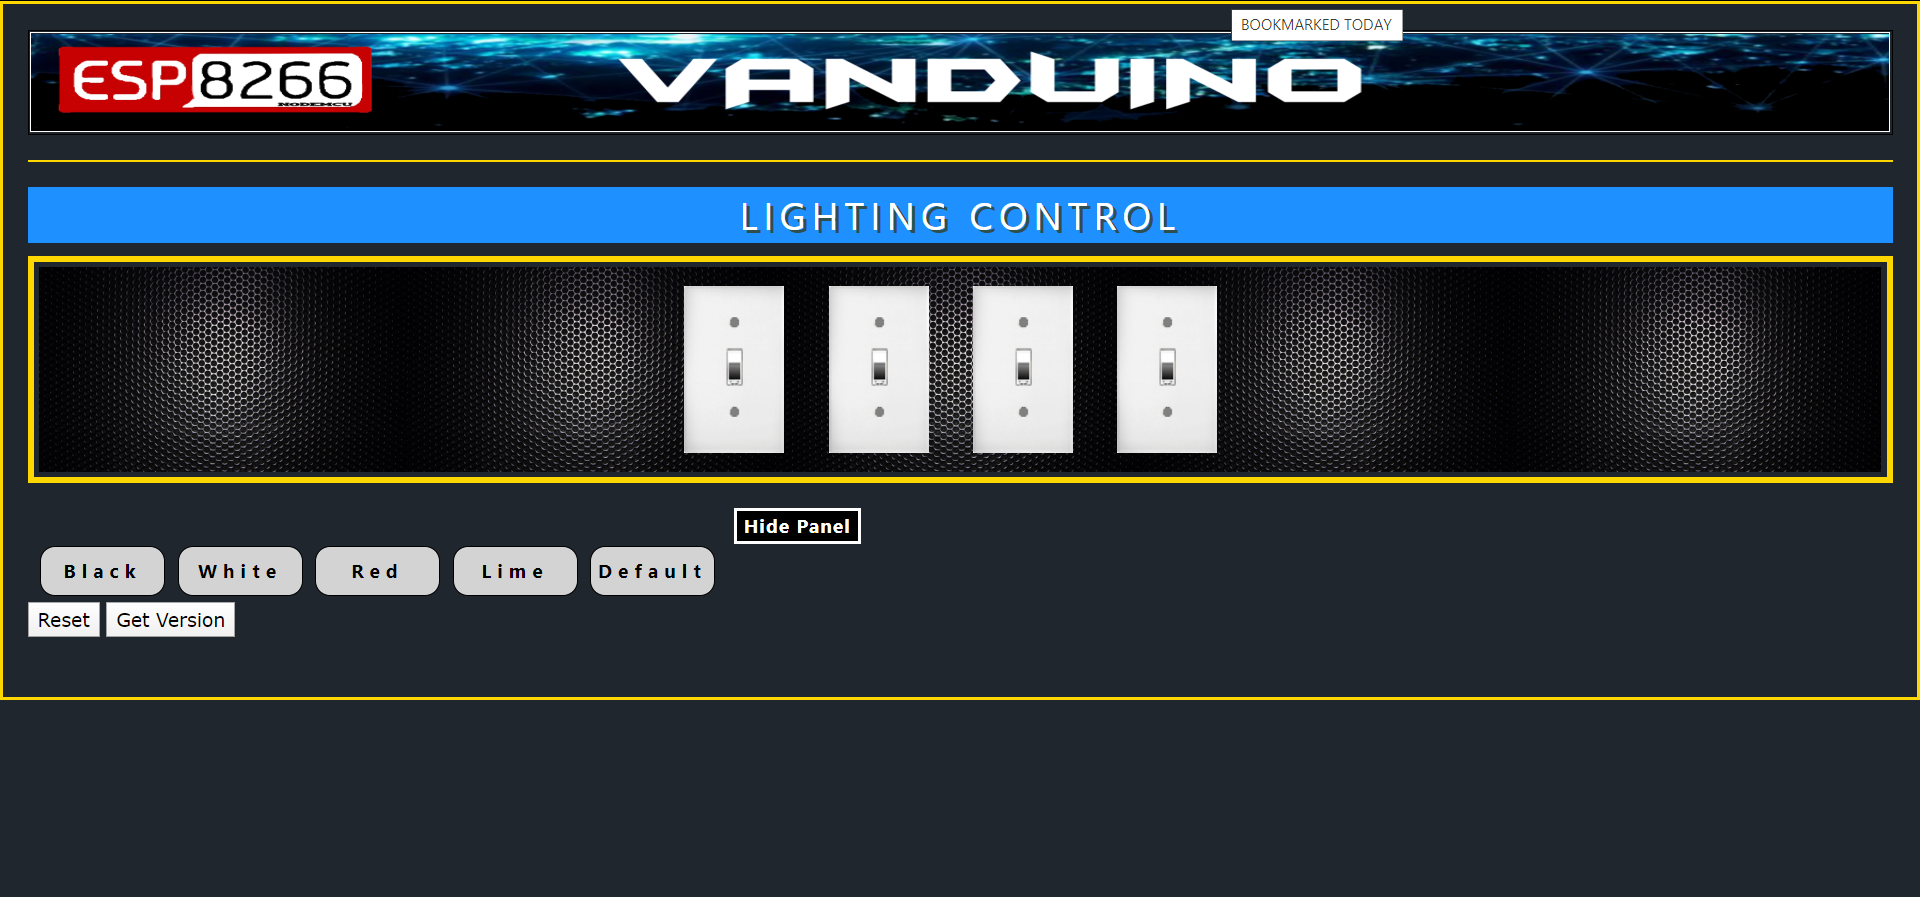 BOOKMARKED TODAY
ESP8266
NODEMCU
VANDUINO
LIGHTING CONTROL
Hide Panel
Black White Red Lime Default
Reset Get Version